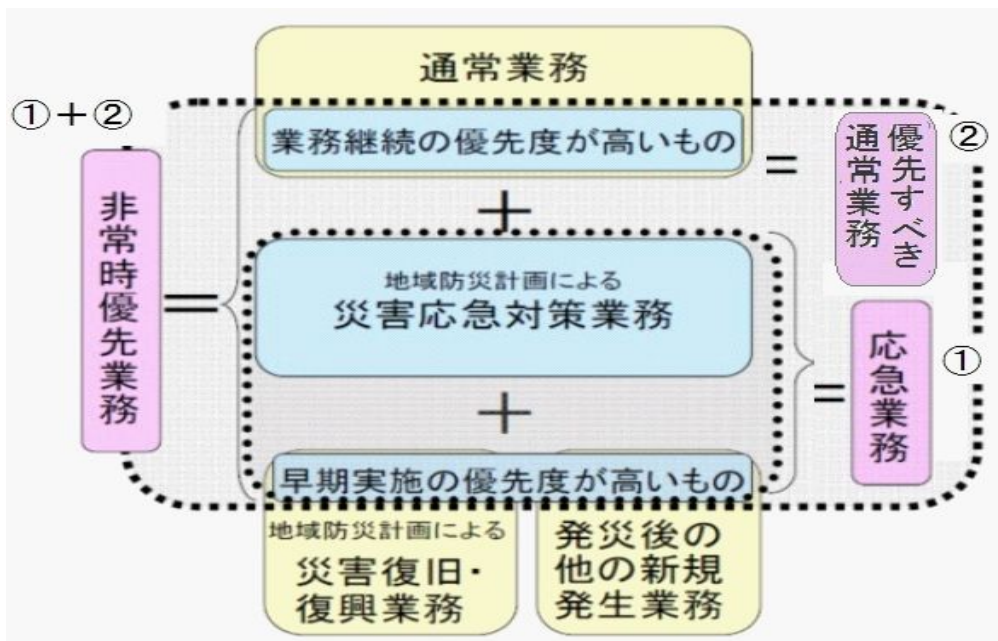 通常業務
①+②
業務継続の優先度が高いもの
=
優先すべき
通常業務
②
+
非常時優先業務
=
地域防災計画による
災害応急対策業務
=
応急業務
①
+
早期実施の優先度が高いもの
地域防災計画による
災害復旧・
復興業務
発災後の
他の新規
発生業務